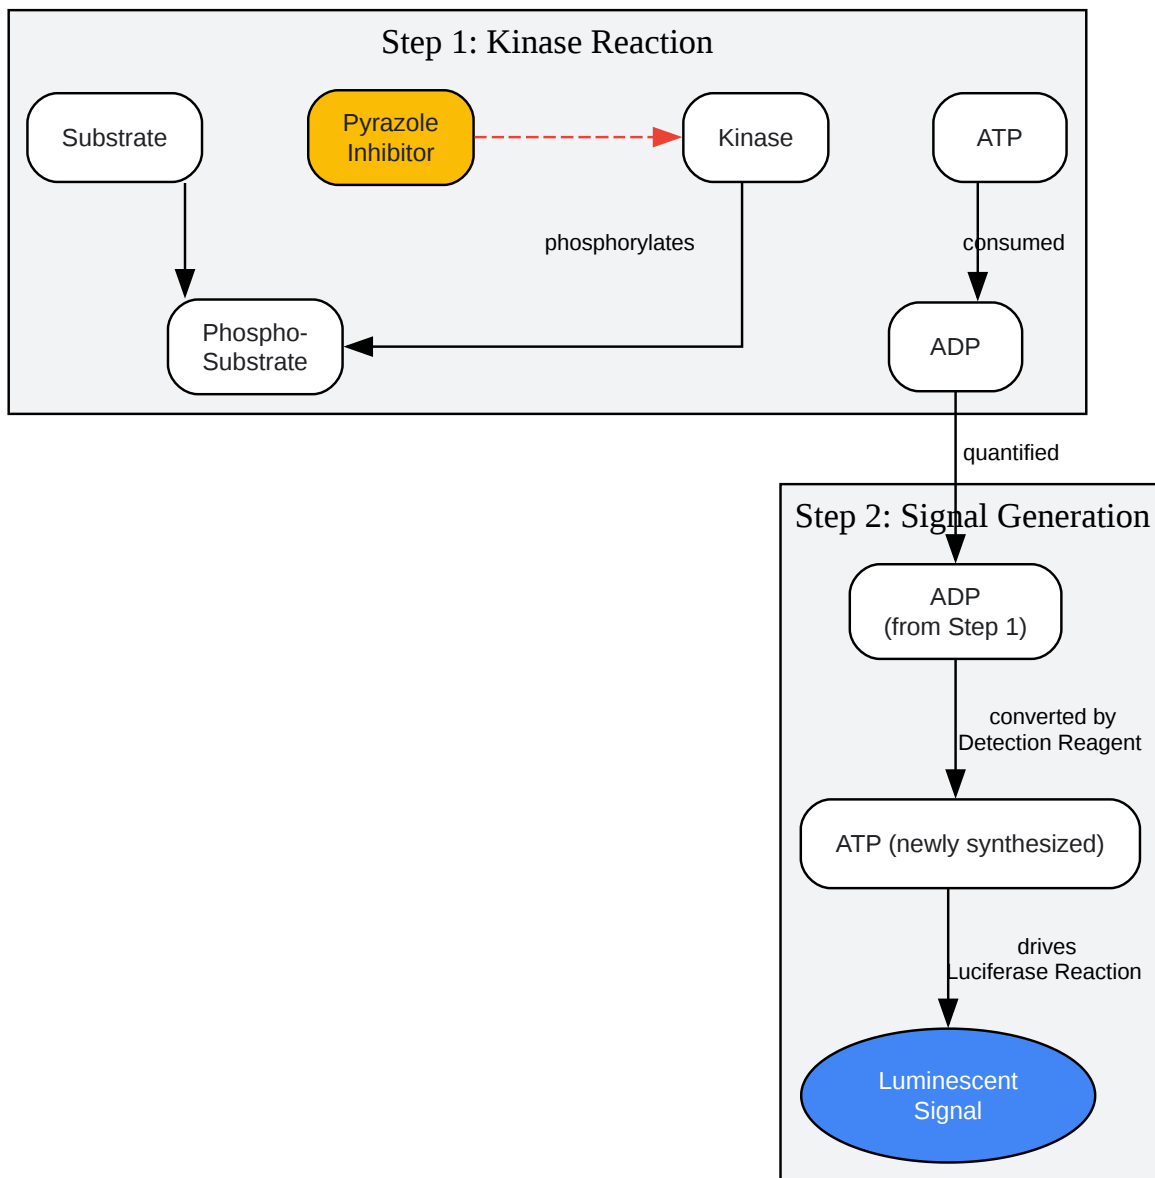 Step 1: Kinase Reaction
Substrate
Pyrazole
Inhibitor
Kinase
ATP
phosphorylates
consumed
Phospho-
Substrate
ADP
quantified
Step 2: Signal Generation
ADP
(from Step 1)
converted by
Detection Reagent
ATP (newly synthesized)
drives
Luciferase Reaction
Luminescent
Signal